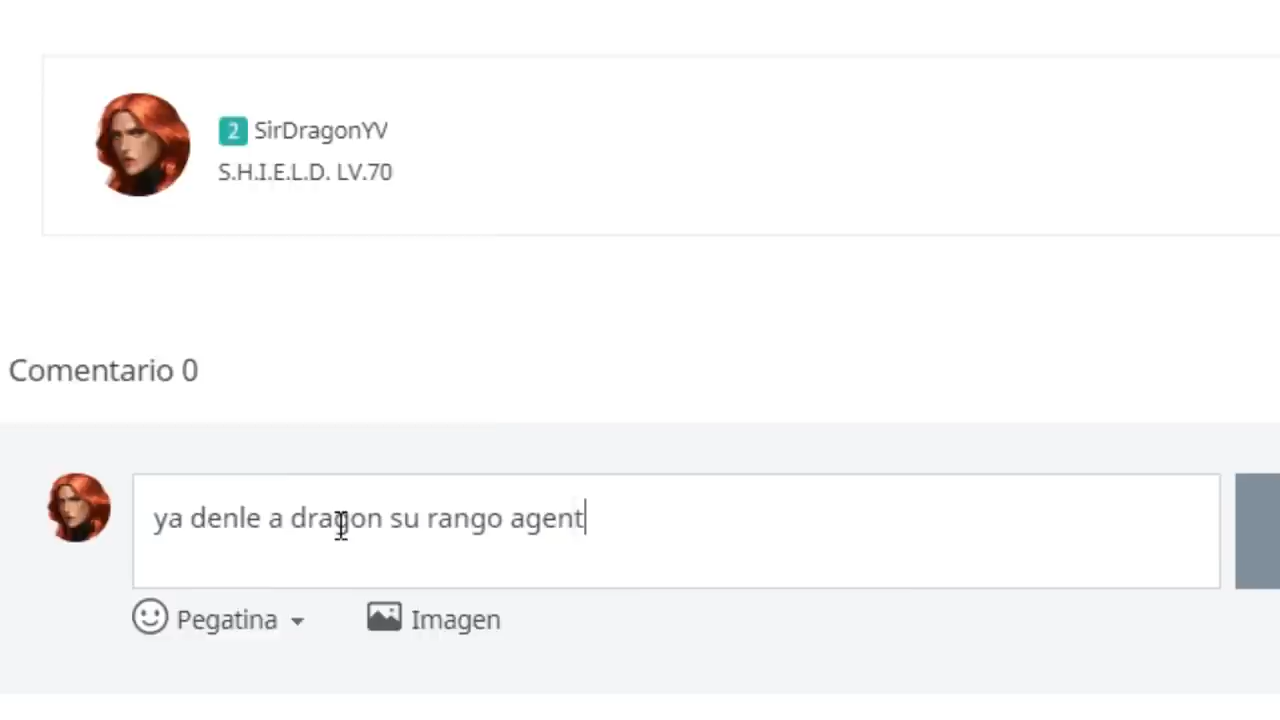 2 SirDragonYV
S.H.I.E.L.D. LV.70
Comentario 0
ya denle a dragon su rango agent
Pegatina
Imagen